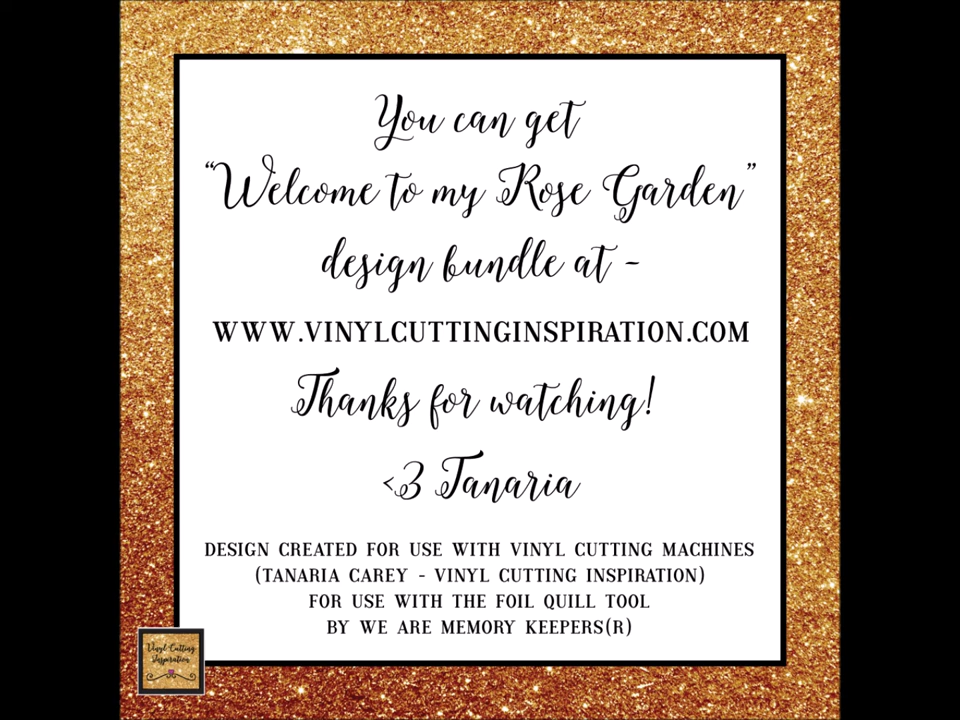 You can get
“Welcome to my Rose Garden”
design bundle at -
WWW.VINYLCUTTINGINSPIRATION.COM
Thanks for watching!
<3 Tanaria
DESIGN CREATED FOR USE WITH VINYL CUTTING MACHINES
(TANARIA CAREY - VINYL CUTTING INSPIRATION)
FOR USE WITH THE FOIL QUILL TOOL
BY WE ARE MEMORY KEEPERS(R)
Vinyl Cutting
Inspiration